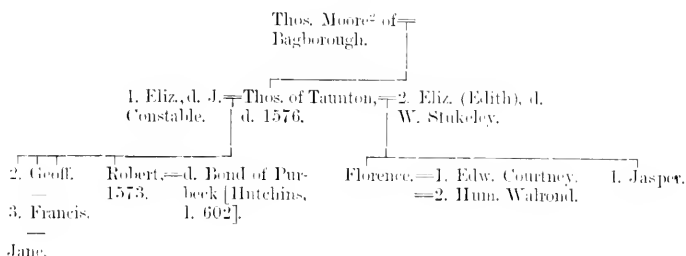 Thos. Moore² of
Bagborough.
1. Eliz., d. J. Thos. of Taunton, 2. Eliz. (Edith), d.
Constable. d. 1576. W. Stukeley.
2. Geoff. Robert, d. Bond of Pur- Florence. 1. Edw. Courtney. 4. Jasper.
1573. beck [Hutchins, 2. Hum. Walrond.
3. Francis. 1. 602].
Jane.